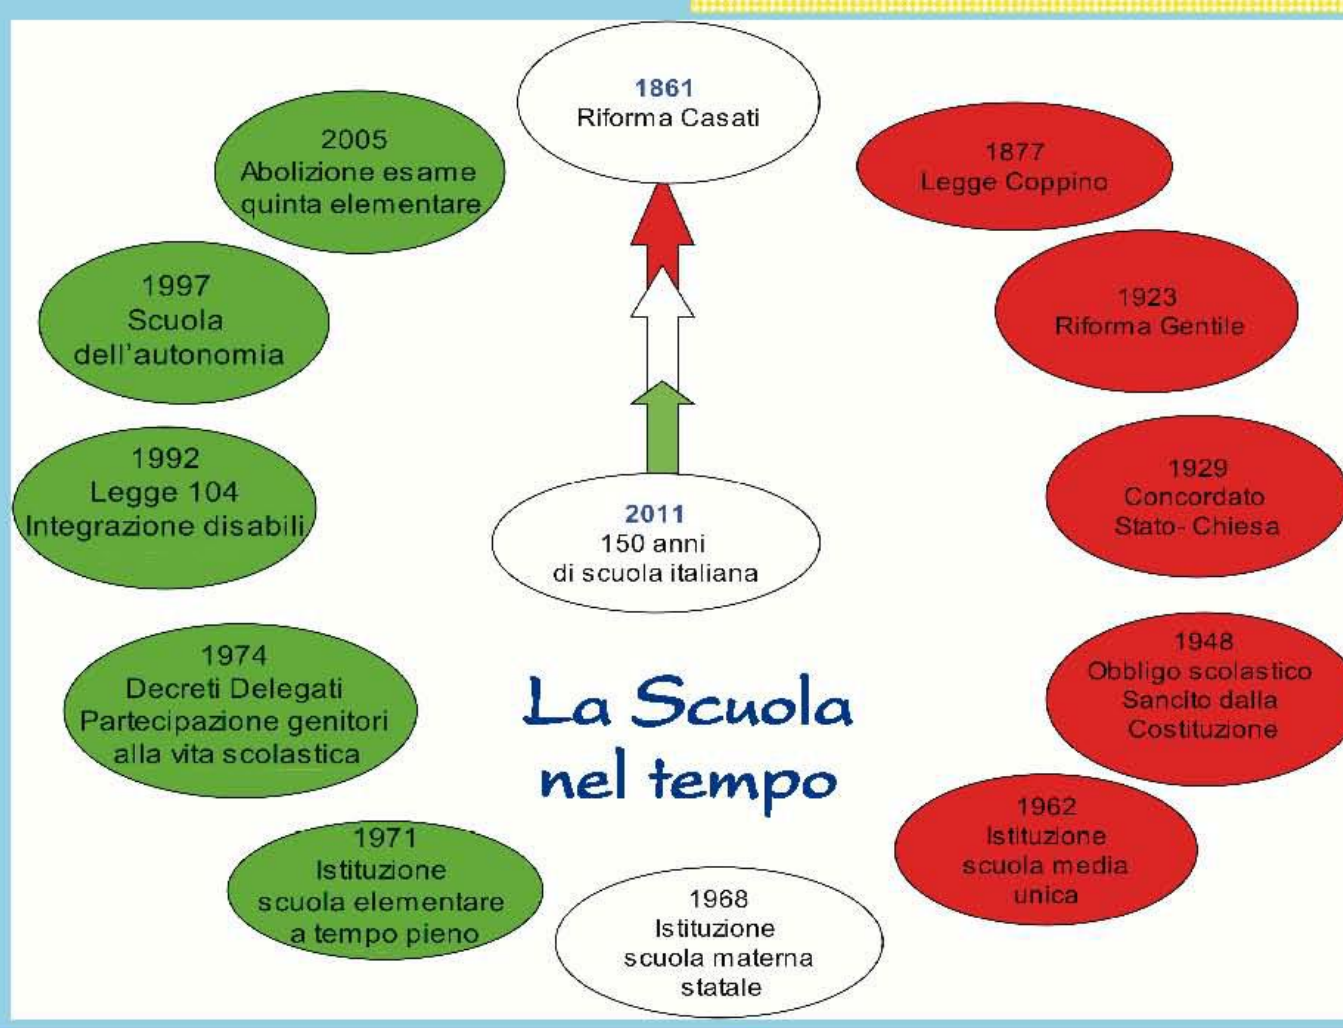 1861
Riforma Casati
1877
Legge Coppino
1923
Riforma Gentile
1929
Concordato
Stato- Chiesa
1948
Obbligo scolastico
Sancito dalla
Costituzione
1962
Istituzione
scuola media
unica
1968
Istituzione
scuola materna
statale
1971
Istituzione
scuola elementare
a tempo pieno
1974
Decreti Delegati
Partecipazione genitori
alla vita scolastica
1992
Legge 104
Integrazione disabili
1997
Scuola
dell'autonomia
2005
Abolizione esame
quinta elementare
2011
150 anni
di scuola italiana
La Scuola
nel tempo